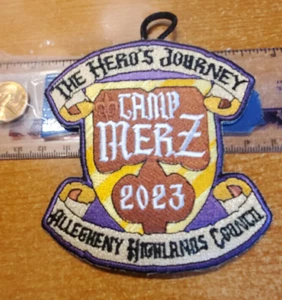 THE HERO'S JOURNEY
CAMP
MERZ
2023
ALLEGHENY HIGHLANDS COUNCIL